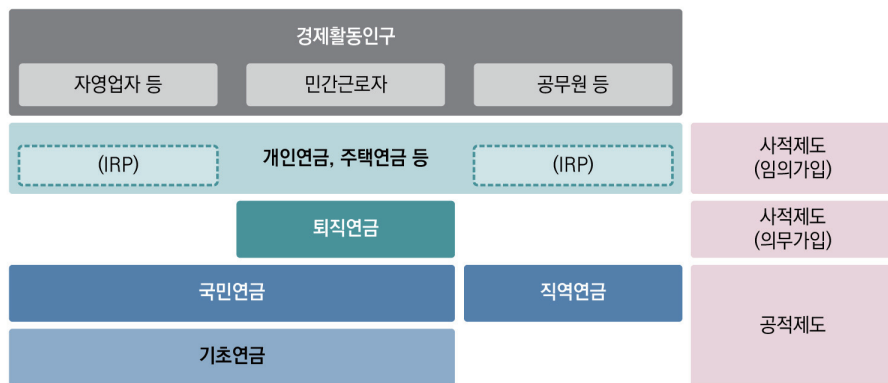 경제활동인구
자영업자 등
민간근로자
공무원 등
(IRP)
개인연금, 주택연금 등
(IRP)
사적제도
(임의가입)
퇴직연금
사적제도
(의무가입)
국민연금
직역연금
공적제도
기초연금